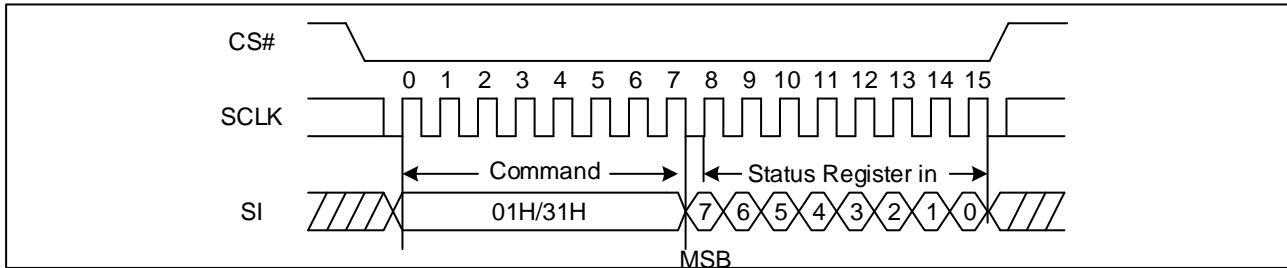 CS#
0 1 2 3 4 5 6 7 8 9 10 11 12 13 14 15
SCLK
Command Status Register in
SI 01H/31H 7 6 5 4 3 2 1 0
MSB